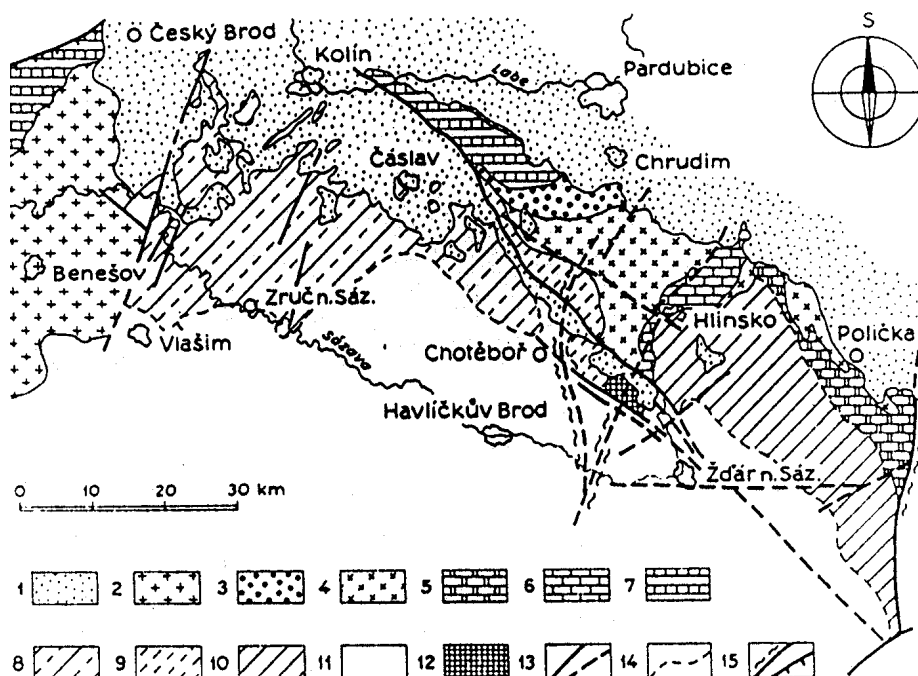 S
O Český Brod
Kolín
Labe
Pardubice
Čáslav
Chrudim
Benešov
Zruč n. Sáz.
Hlinsko
Vlašim
Sázava
Polička
Chotěboř
Havlíčkův Brod
Žďár n. Sáz.
0 10 20 30 km
1 2 3 4 5 6 7
8 9 10 11 12 13 14 15